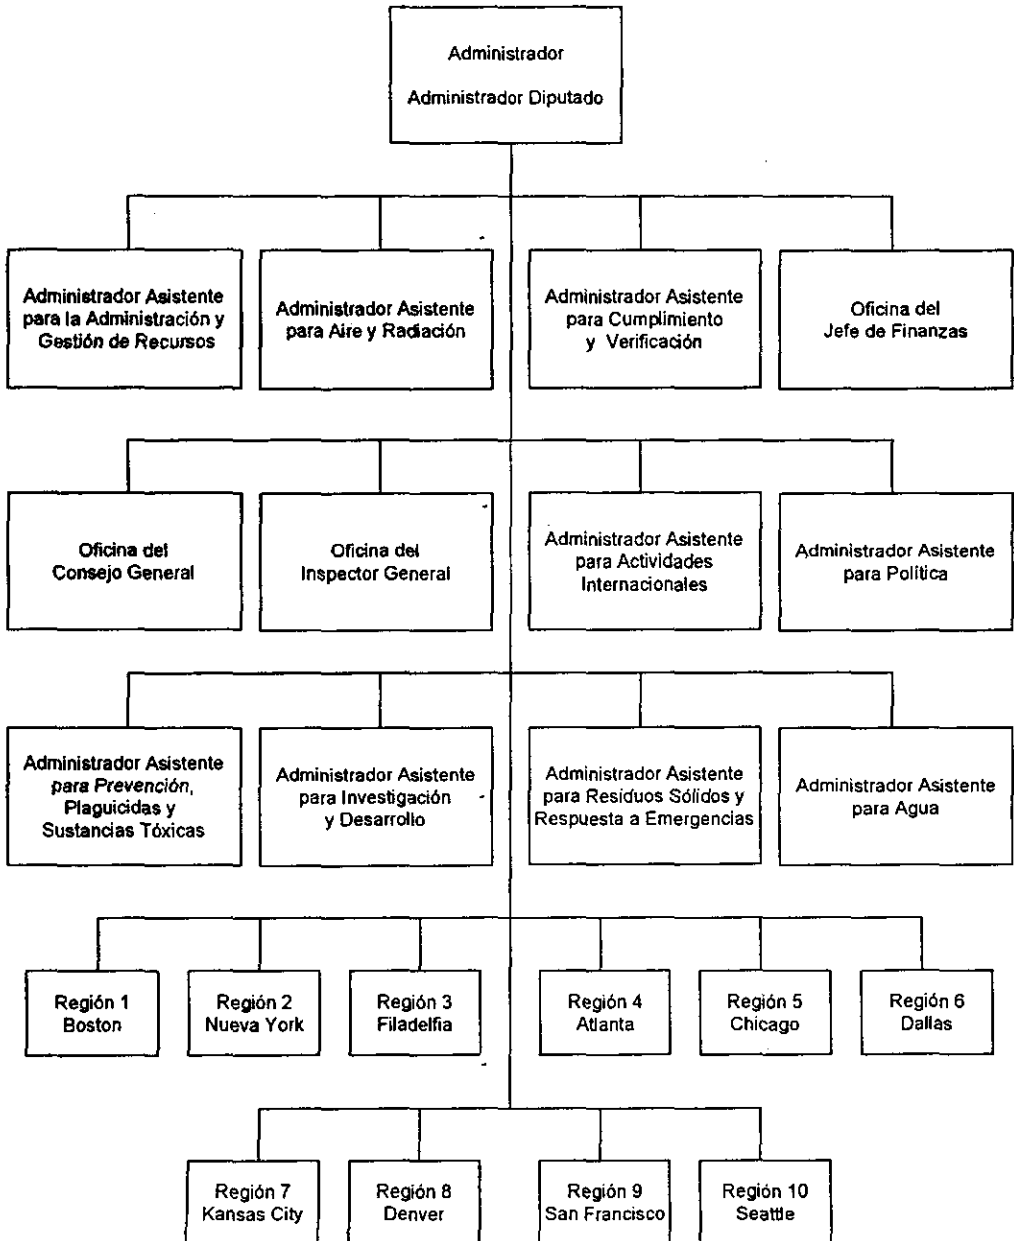 Administrador
Administrador Diputado
Administrador Asistente
para la Administración y
Gestión de Recursos
Administrador Asistente
para Aire y Radiación
Administrador Asistente
para Cumplimiento
y Verificación
Oficina del
Jefe de Finanzas
Oficina del
Consejo General
Oficina del
Inspector General
Administrador Asistente
para Actividades
Internacionales
Administrador Asistente
para Política
Administrador Asistente
para Prevención,
Plaguicidas y
Sustancias Tóxicas
Administrador Asistente
para Investigación
y Desarrollo
Administrador Asistente
para Residuos Sólidos y
Respuesta a Emergencias
Administrador Asistente
para Agua
Región 1
Boston
Región 2
Nueva York
Región 3
Filadelfia
Región 4
Atlanta
Región 5
Chicago
Región 6
Dallas
Región 7
Kansas City
Región 8
Denver
Región 9
San Francisco
Región 10
Seattle